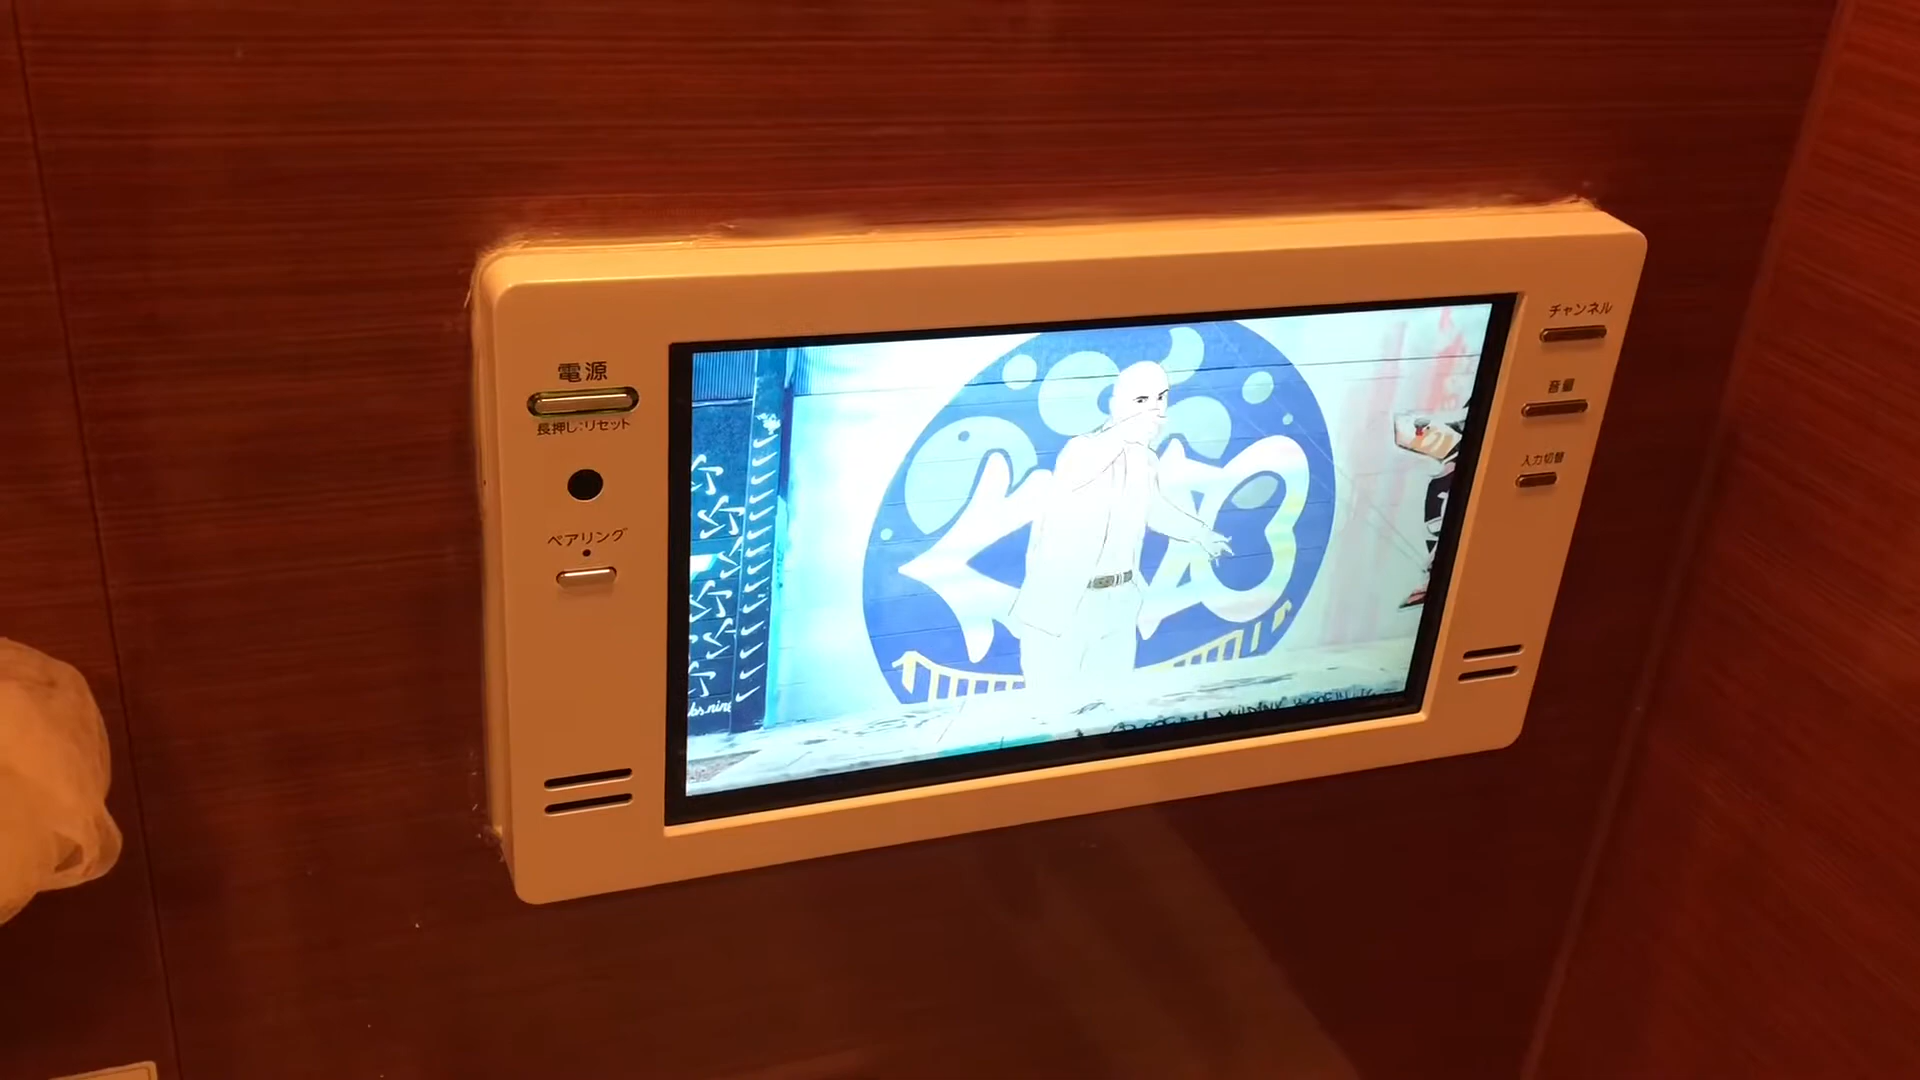 電源
長押し:リセット
ペアリング
チャンネル
音量
入力切替